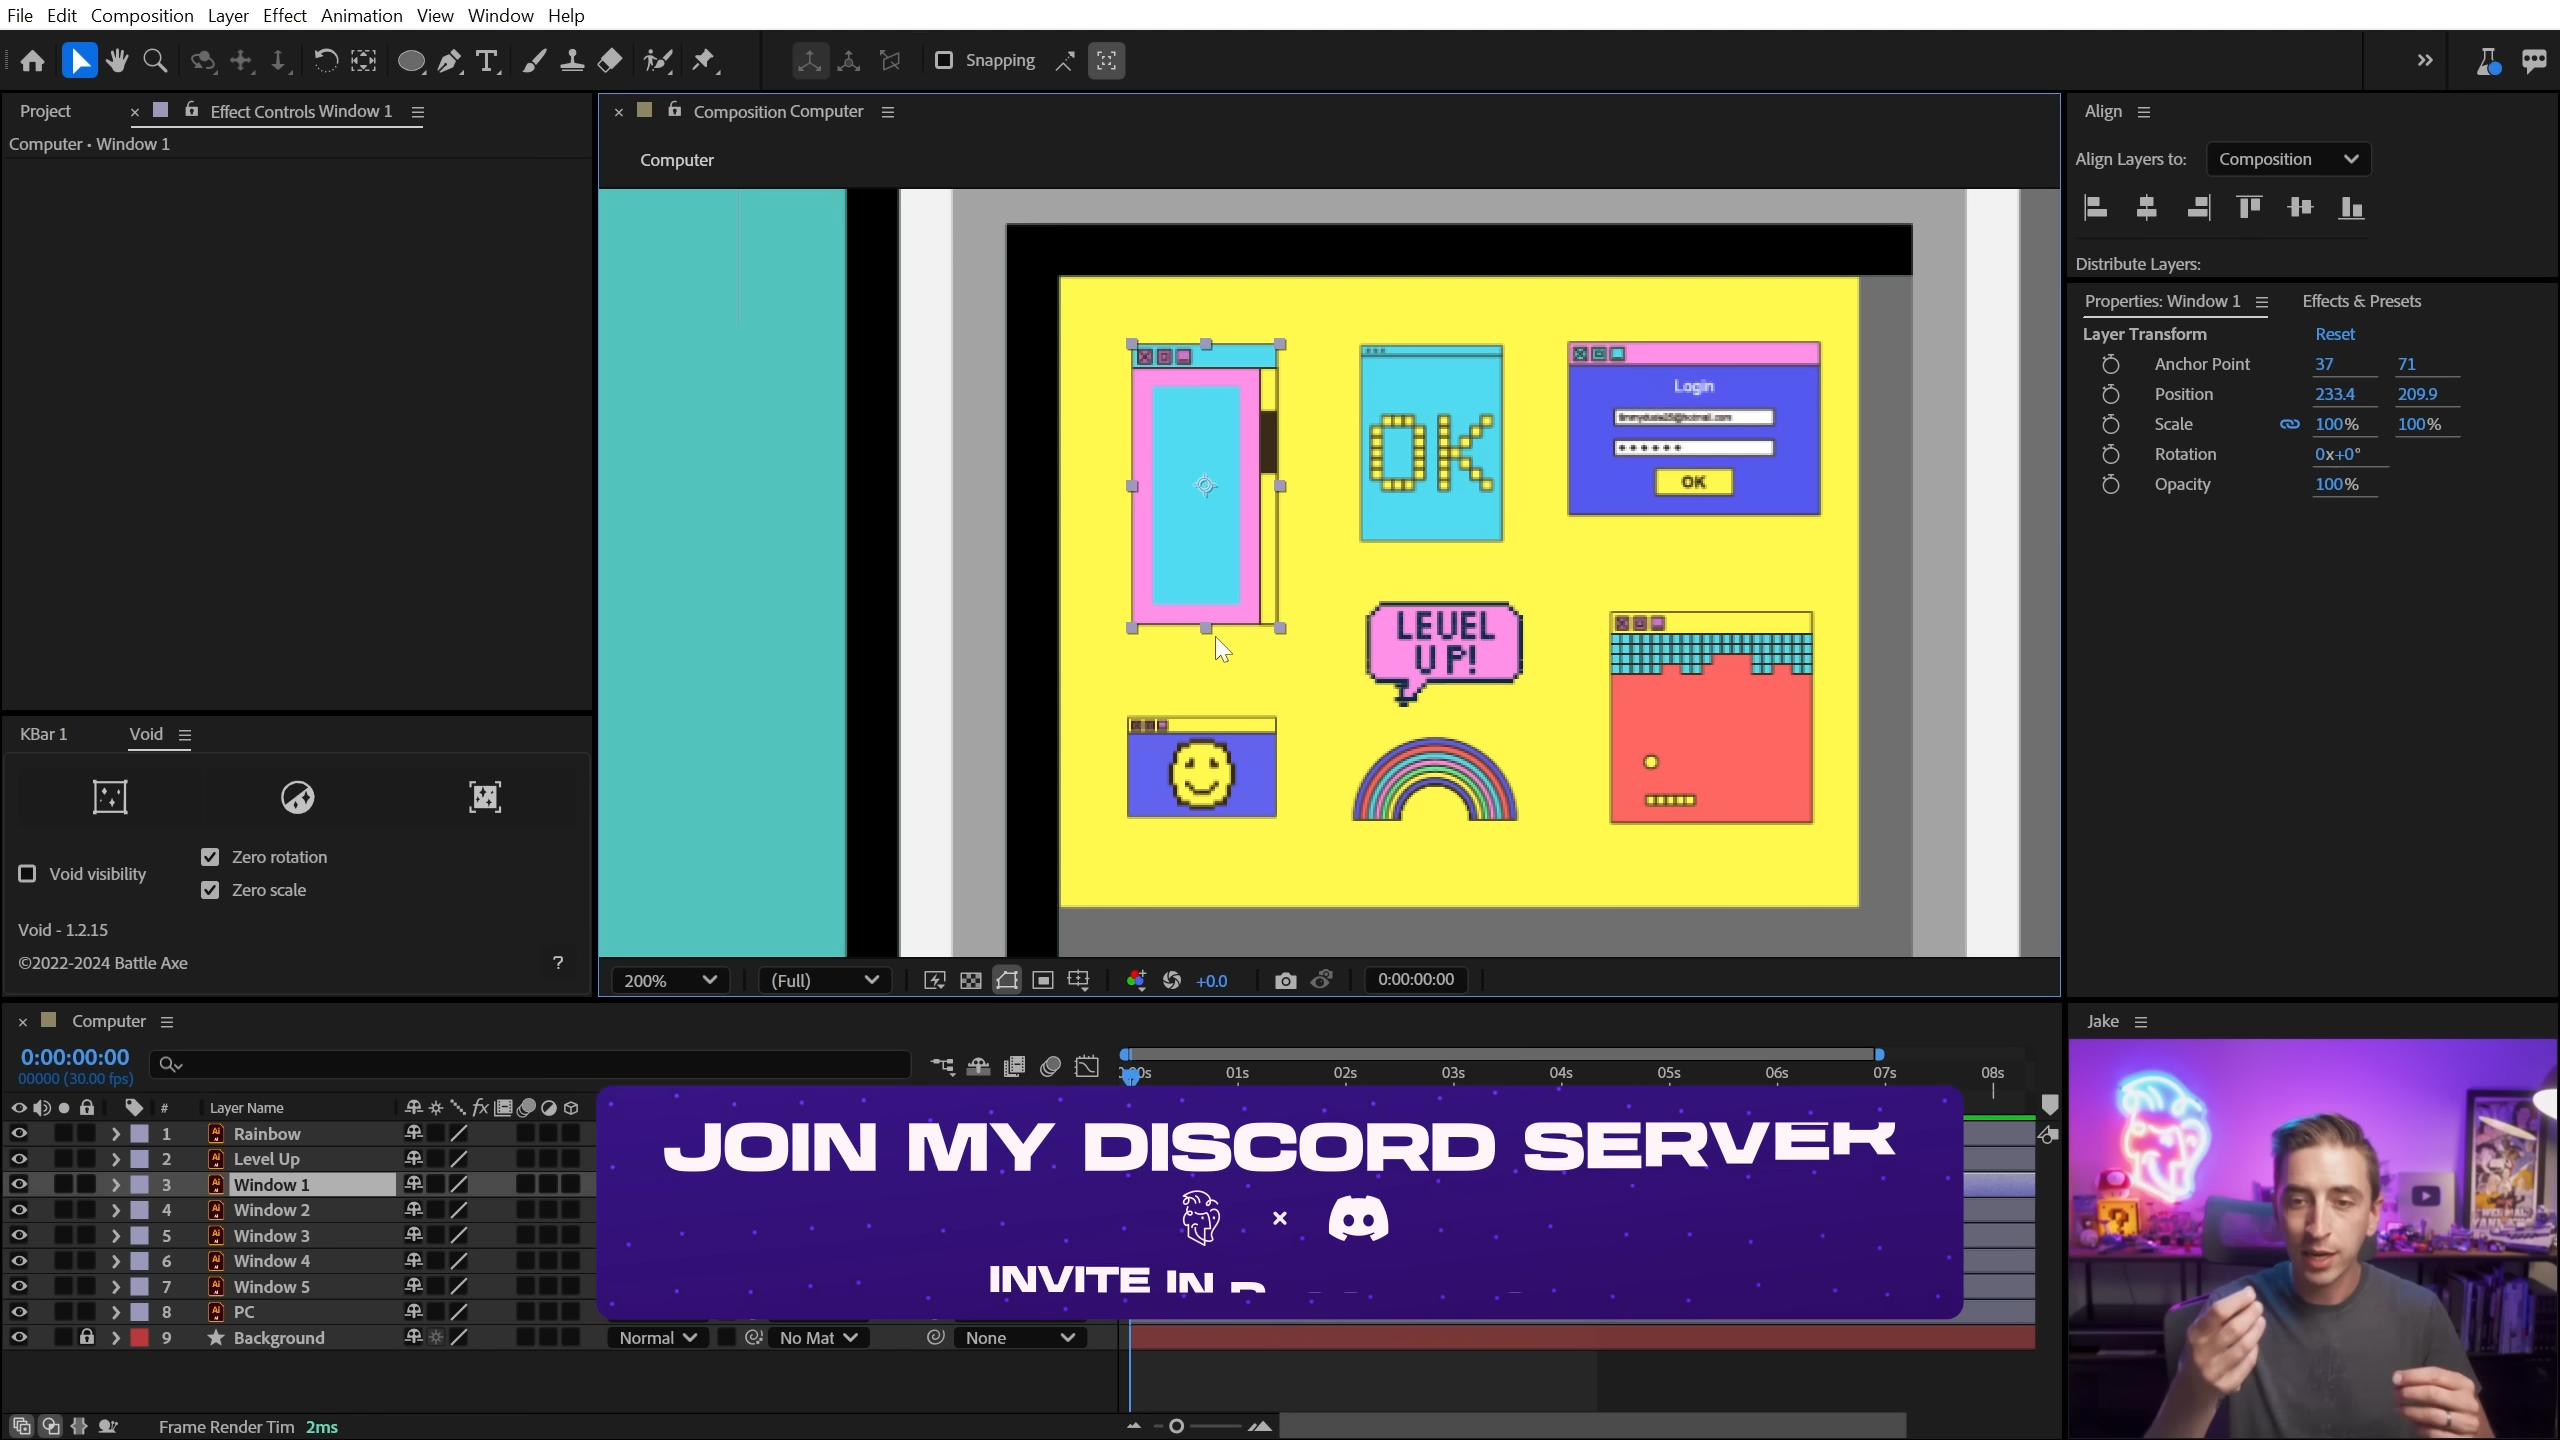 File Edit Composition Layer Effect Animation View Window Help
Snapping
Project
Effect Controls Window 1
Computer • Window 1
Composition Computer
Computer
Align
Align Layers to:
Composition
Distribute Layers:
Properties: Window 1
Effects & Presets
Layer Transform
Reset
Anchor Point 37 71
Position 233.4 209.9
Scale 100% 100%
Rotation 0x+0°
Opacity 100%
OK
Login
OK
LEVEL
UP!
KBar 1
Void
Void visibility
Zero rotation
Zero scale
Void - 1.2.15
©2022-2024 Battle Axe
?
200%
(Full)
+0.0
0:00:00:00
Computer
0:00:00:00
00000 (30.00 fps)
01s 02s 03s 04s 05s 06s 07s 08s
# Layer Name
fx
1 Rainbow
2 Level Up
3 Window 1
4 Window 2
5 Window 3
6 Window 4
7 Window 5
8 PC
9 Background
Normal
No Mat
None
JOIN MY DISCORD SERVER
×
INVITE IN
Frame Render Tim 2ms
Jake